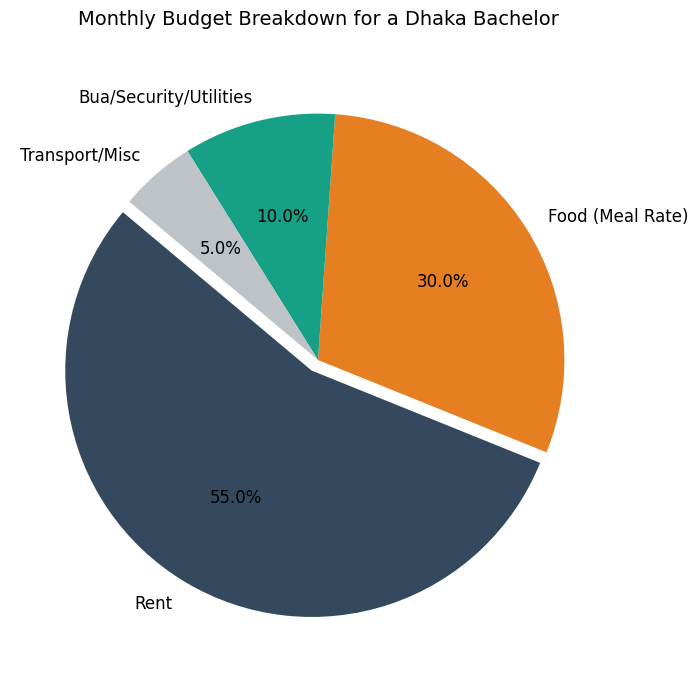 Monthly Budget Breakdown for a Dhaka Bachelor
Bua/Security/Utilities
Transport/Misc
10.0%
Food (Meal Rate)
5.0%
30.0%
55.0%
Rent